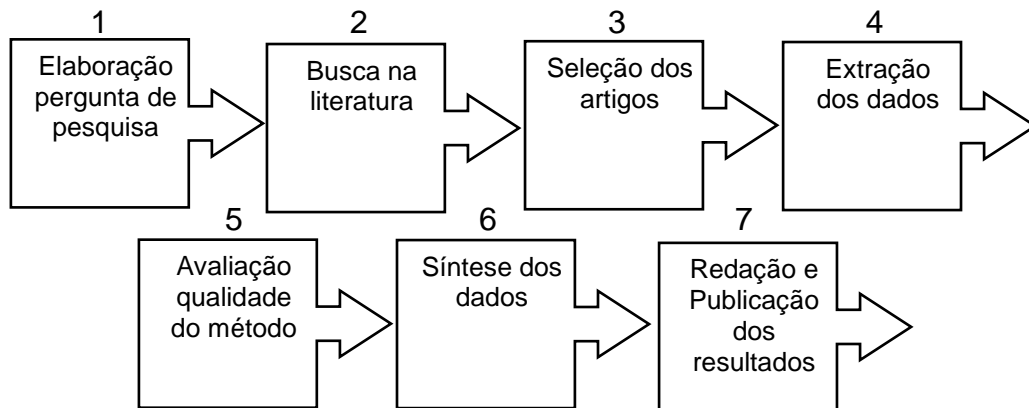 1
Elaboração
pergunta de
pesquisa
2
Busca na
literatura
3
Seleção dos
artigos
4
Extração
dos dados
5
Avaliação
qualidade
do método
6
Síntese dos
dados
7
Redação e
Publicação
dos
resultados